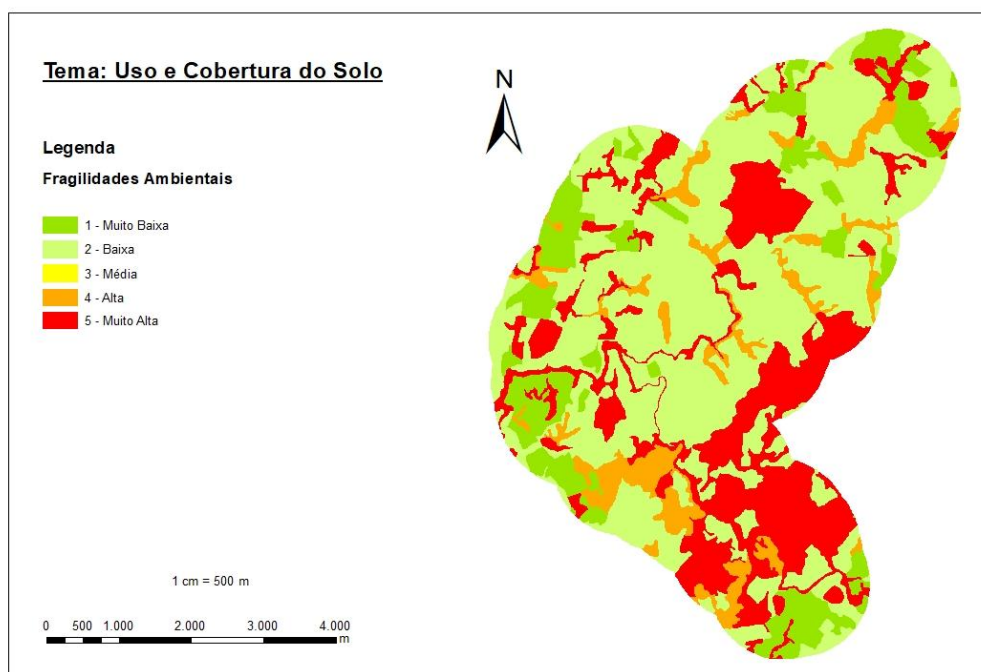 Tema: Uso e Cobertura do Solo
N
Legenda
Fragilidades Ambientais
1 - Muito Baixa
2 - Baixa
3 - Média
4 - Alta
5 - Muito Alta
1 cm = 500 m
0 500 1.000 2.000 3.000 4.000
m